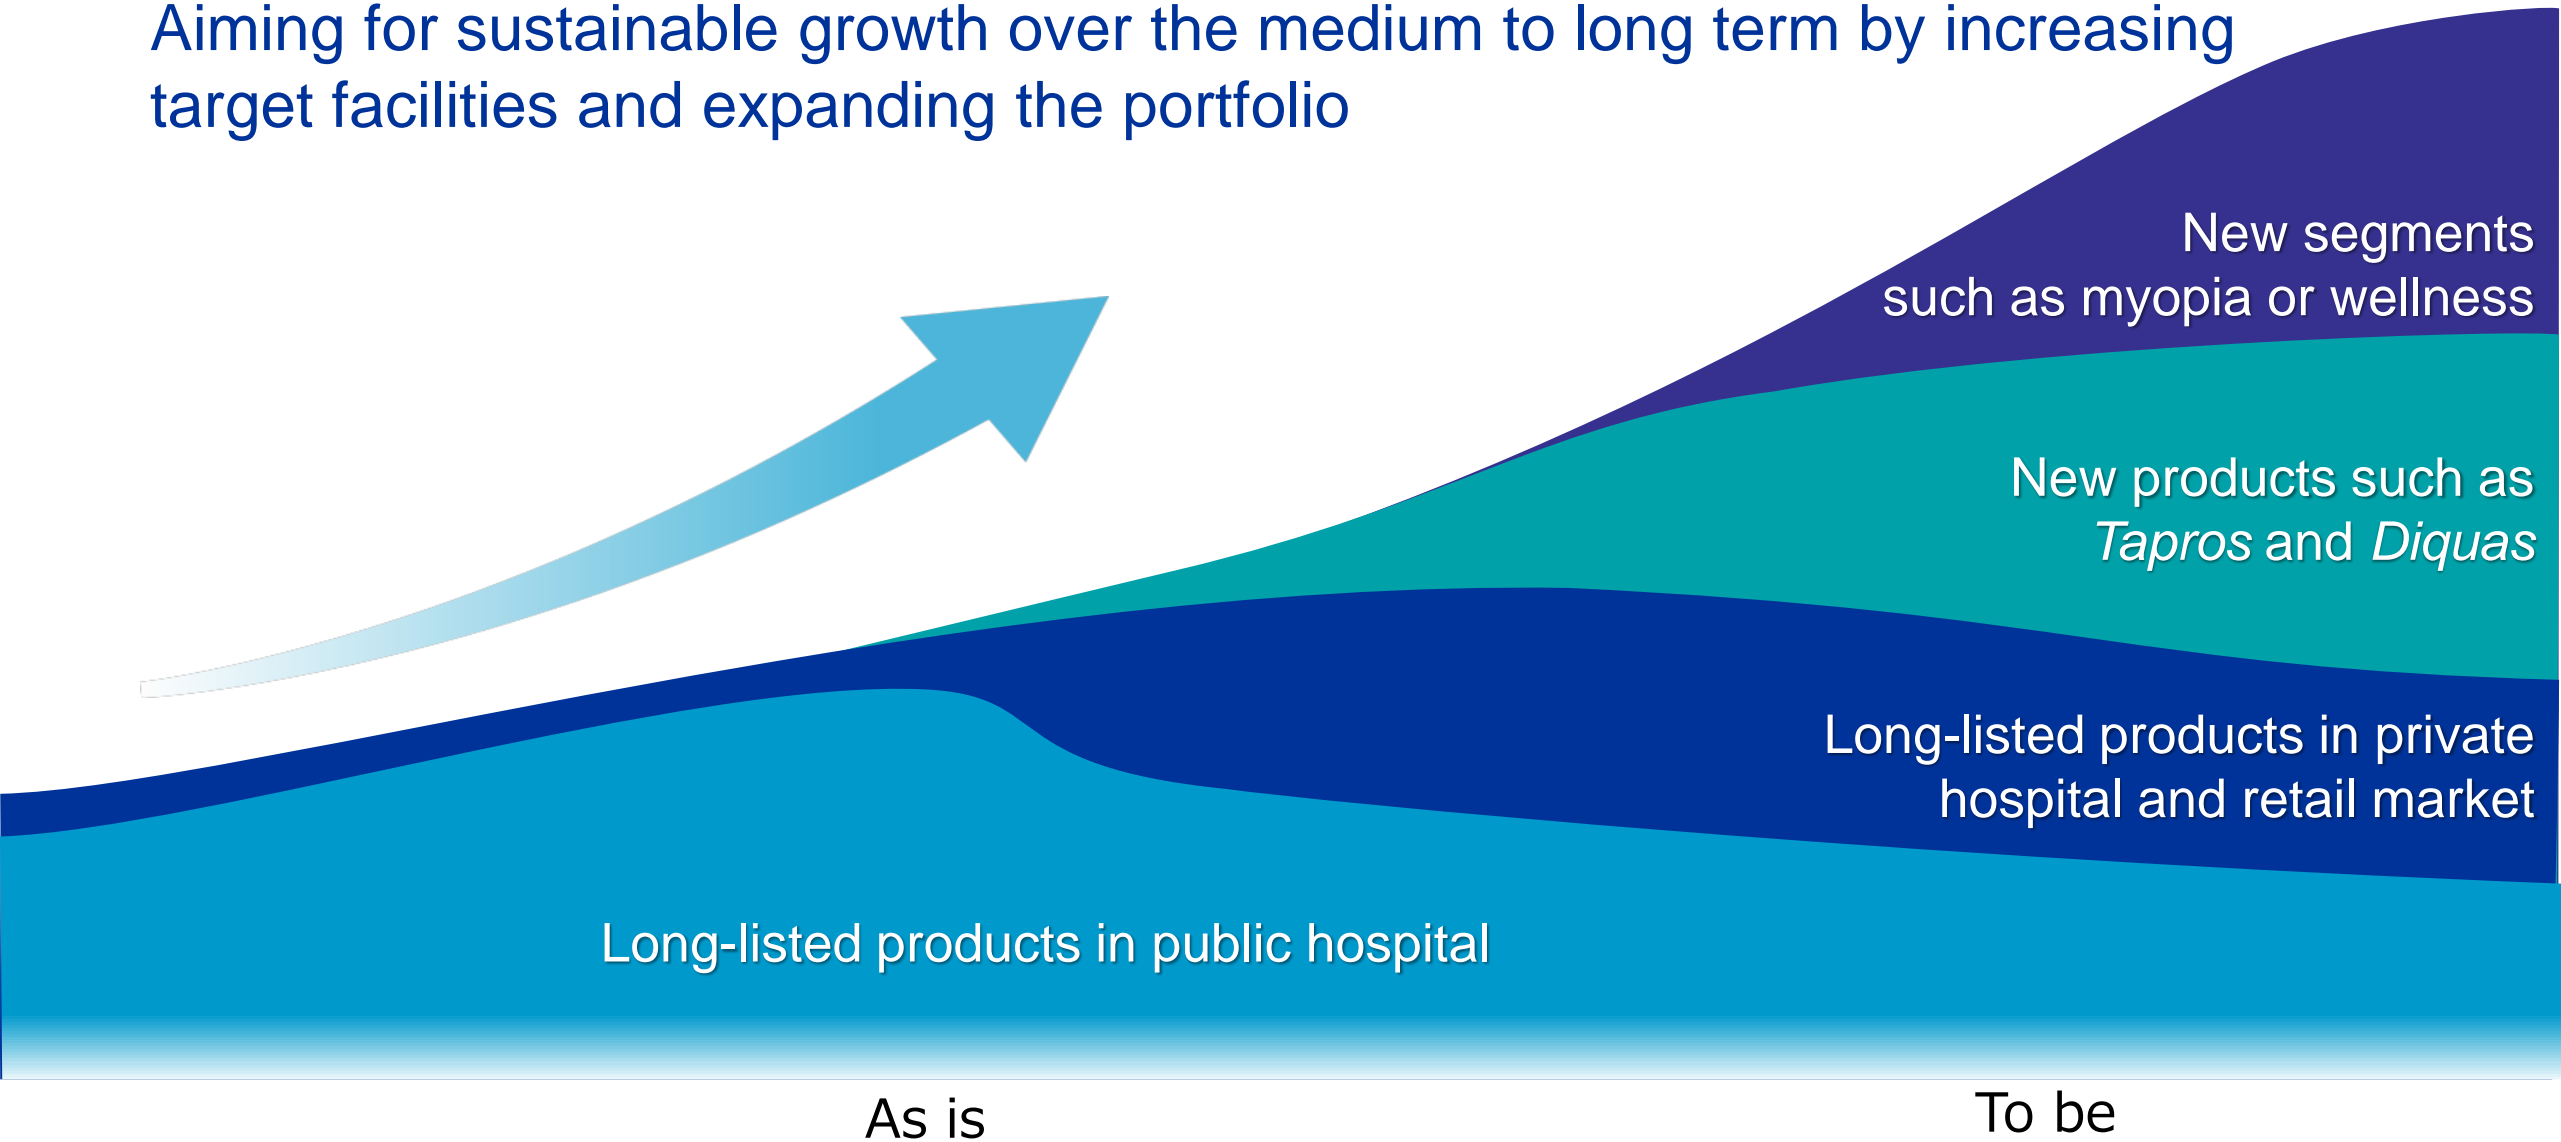 Aiming for sustainable growth over the medium to long term by increasing
target facilities and expanding the portfolio
New segments
such as myopia or wellness
New products such as
Tapros and Diquas
Long-listed products in private
hospital and retail market
Long-listed products in public hospital
As is
To be